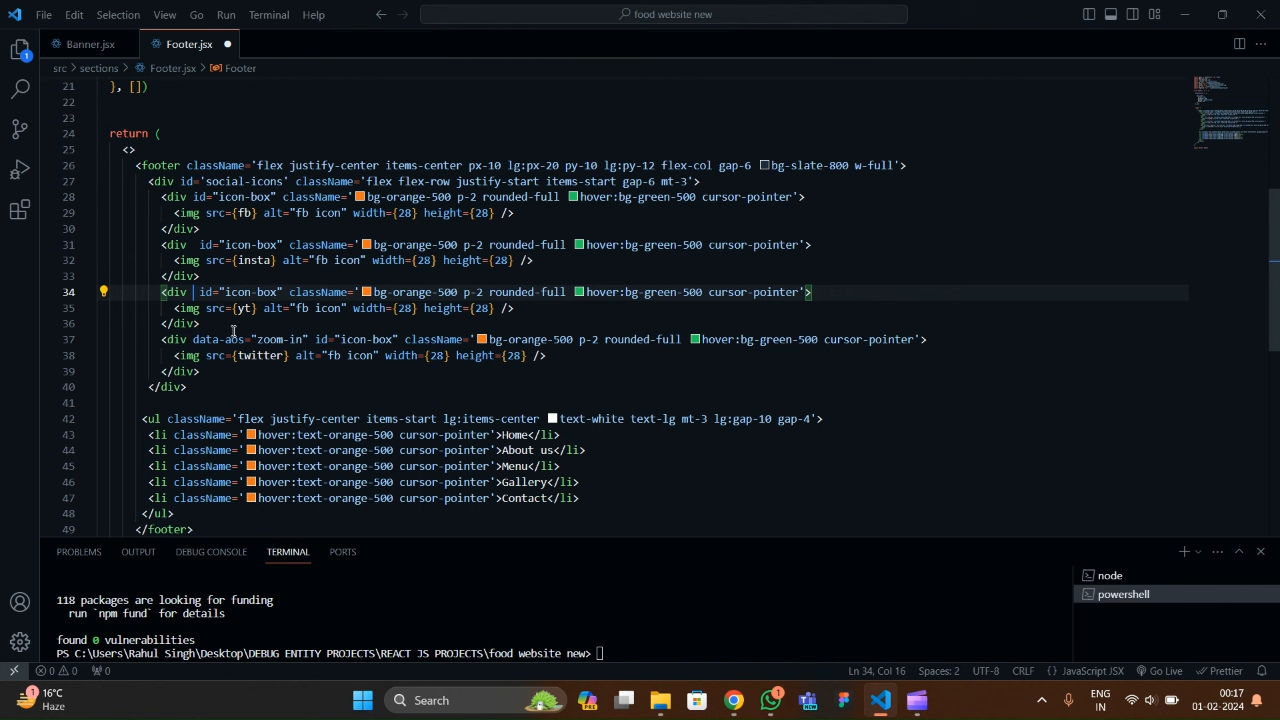 File Edit Selection View Go Run Terminal Help food website new
Banner.jsx Footer.jsx
src > sections > Footer.jsx > Footer
21 }, [])
22
23
24 return (
25 <>
26 <footer className='flex justify-center items-center px-10 lg:px-20 py-10 lg:py-12 flex-col gap-6 bg-slate-800 w-full'>
27 <div id='social-icons' className='flex flex-row justify-start items-start gap-6 mt-3'>
28 <div id="icon-box" className='bg-orange-500 p-2 rounded-full hover:bg-green-500 cursor-pointer'>
29 <img src={fb} alt="fb icon" width={28} height={28} />
30 </div>
31 <div id="icon-box" className='bg-orange-500 p-2 rounded-full hover:bg-green-500 cursor-pointer'>
32 <img src={insta} alt="fb icon" width={28} height={28} />
33 </div>
34 <div id="icon-box" className='bg-orange-500 p-2 rounded-full hover:bg-green-500 cursor-pointer'>
35 <img src={yt} alt="fb icon" width={28} height={28} />
36 </div>
37 <div data-aos="zoom-in" id="icon-box" className='bg-orange-500 p-2 rounded-full hover:bg-green-500 cursor-pointer'>
38 <img src={twitter} alt="fb icon" width={28} height={28} />
39 </div>
40 </div>
41
42 <ul className='flex justify-center items-start lg:items-center text-white text-lg mt-3 lg:gap-10 gap-4'>
43 <li className='hover:text-orange-500 cursor-pointer'>Home</li>
44 <li className='hover:text-orange-500 cursor-pointer'>About us</li>
45 <li className='hover:text-orange-500 cursor-pointer'>Menu</li>
46 <li className='hover:text-orange-500 cursor-pointer'>Gallery</li>
47 <li className='hover:text-orange-500 cursor-pointer'>Contact</li>
48 </ul>
49 </footer>
PROBLEMS OUTPUT DEBUG CONSOLE TERMINAL PORTS
node
powershell
118 packages are looking for funding
run `npm fund` for details
found 0 vulnerabilities
PS C:\Users\Rahul Singh\Desktop\DEBUG ENTITY PROJECTS\REACT JS PROJECTS\food website new>
0 0 0 Ln 34, Col 16 Spaces: 2 UTF-8 CRLF {} JavaScript JSX Go Live Prettier
1 16°C Haze Search PRE 1 NEW ENG IN 00:17 01-02-2024